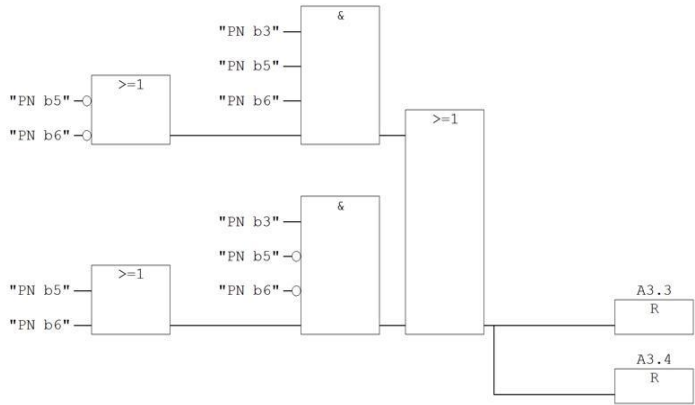 &
"PN b3"
"PN b5"
"PN b6"
>=1
"PN b5"
"PN b6"
>=1
&
"PN b3"
"PN b5"
"PN b6"
>=1
"PN b5"
"PN b6"
A3.3
R
A3.4
R